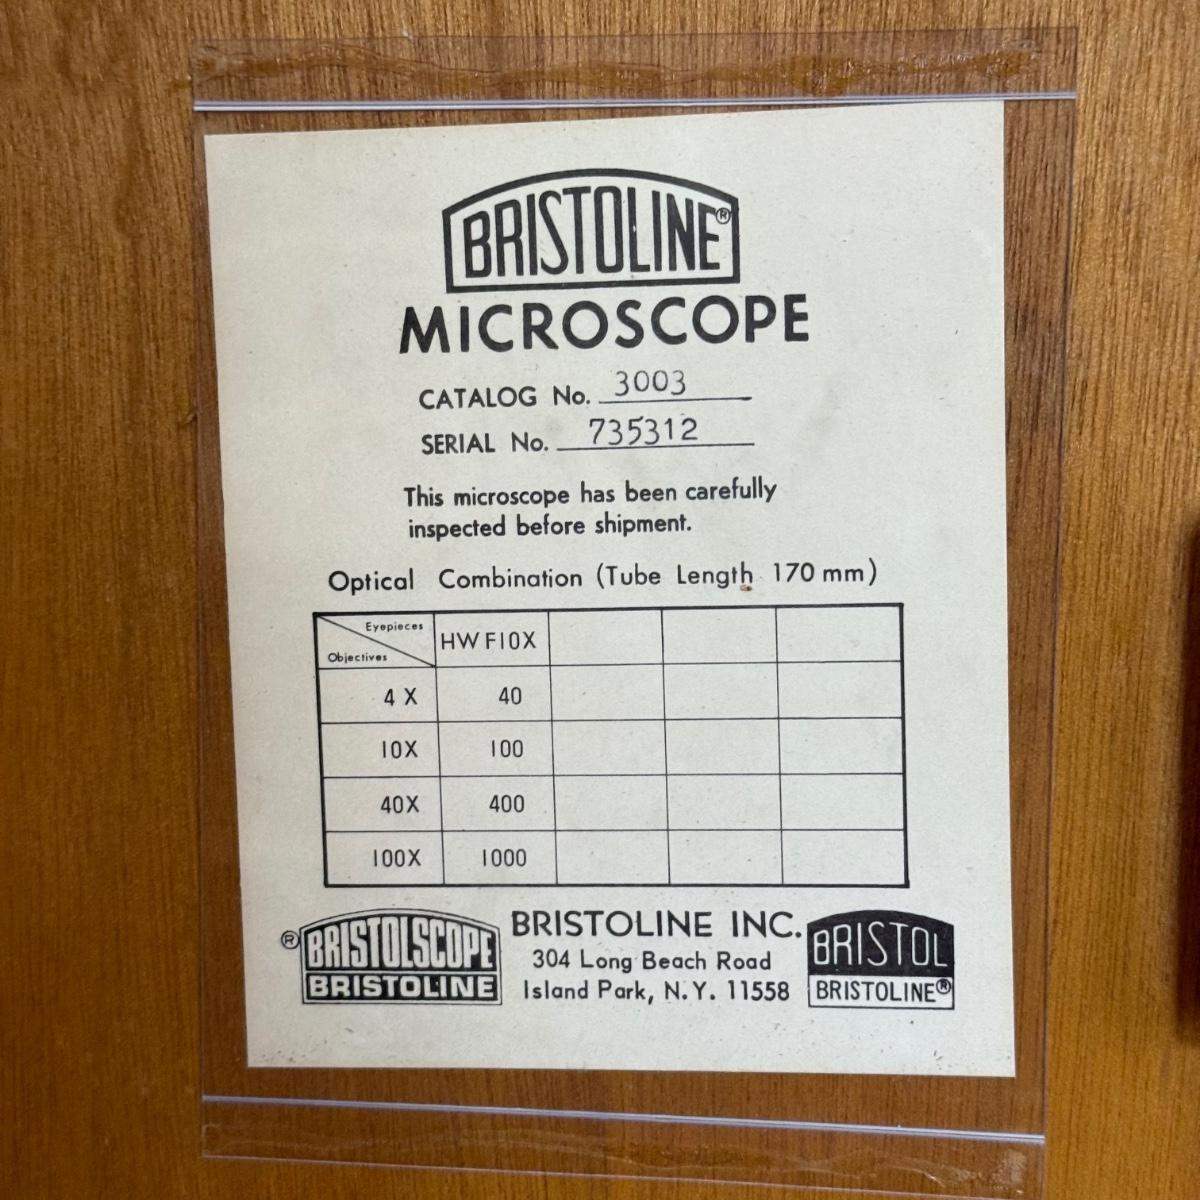 BRISTOLINE®
MICROSCOPE
CATALOG No. 3003
SERIAL No. 735312
This microscope has been carefully
inspected before shipment.
Optical Combination (Tube Length 170 mm)
Eyepieces
Objectives
HW F10X
4 X 40
10X 100
40X 400
100X 1000
® BRISTOLSCOPE
BRISTOLINE
BRISTOLINE INC.
304 Long Beach Road
Island Park, N.Y. 11558
BRISTOL
BRISTOLINE®